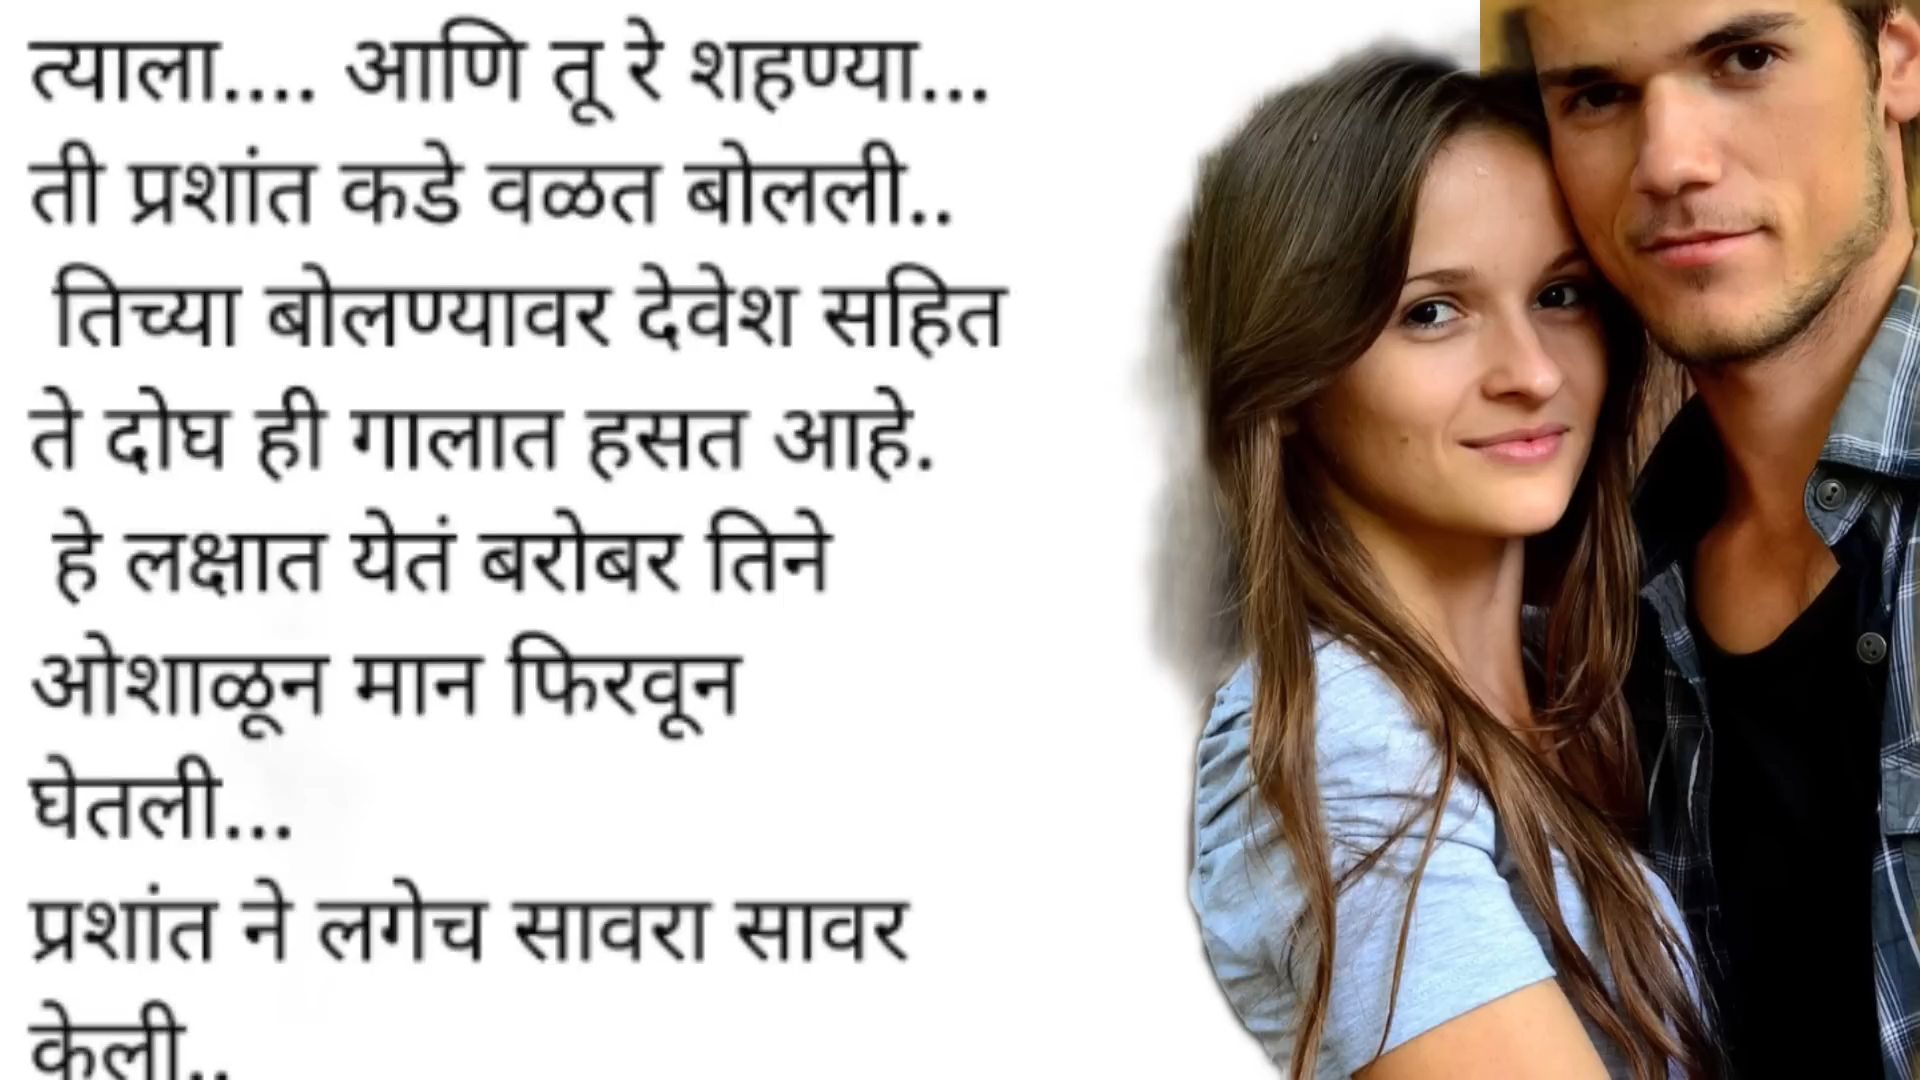 त्याला.... आणि तू रे शहण्या...
ती प्रशांत कडे वळत बोलली..
तिच्या बोलण्यावर देवेश सहित
ते दोघ ही गालात हसत आहे.
हे लक्षात येतं बरोबर तिने
ओशाळून मान फिरवून
घेतली...
प्रशांत ने लगेच सावरा सावर
केली..